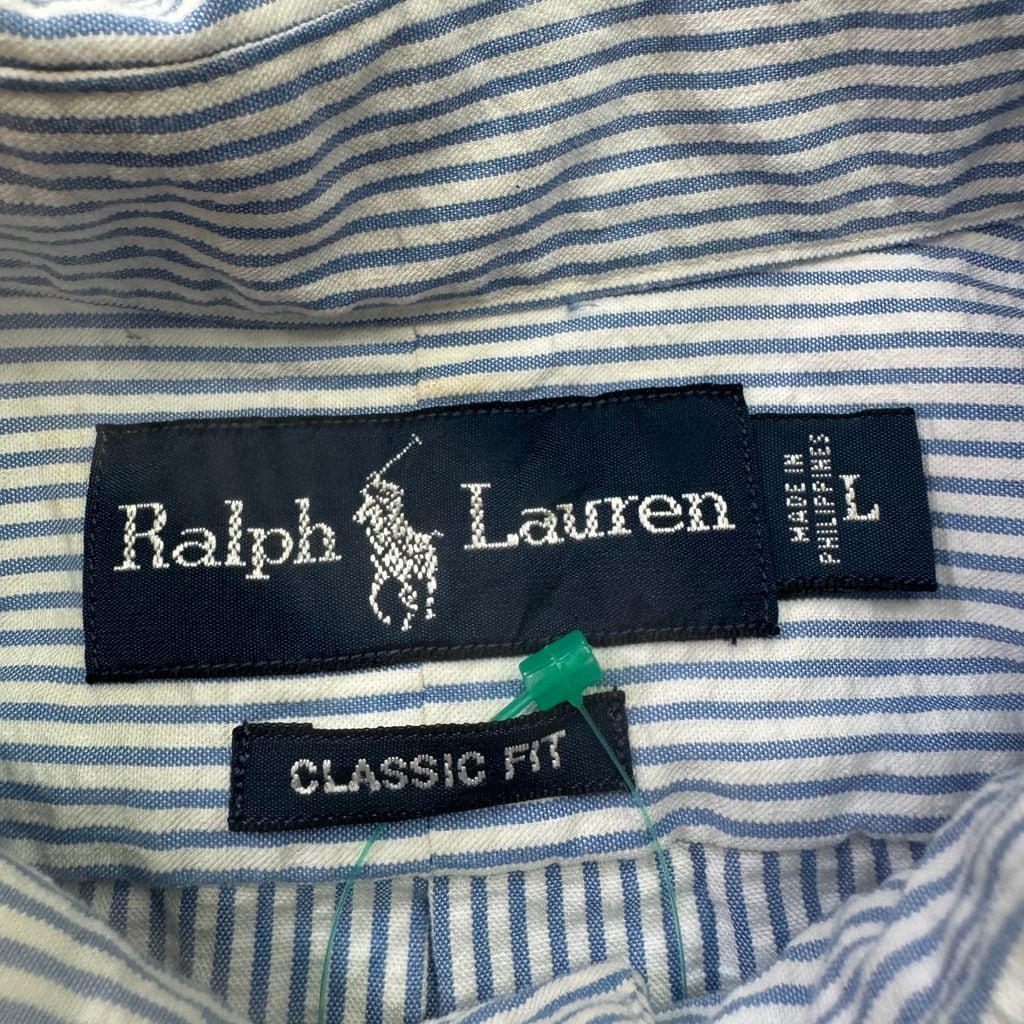 Ralph Lauren
MADE IN
PHILIPPINES
L
CLASSIC FIT